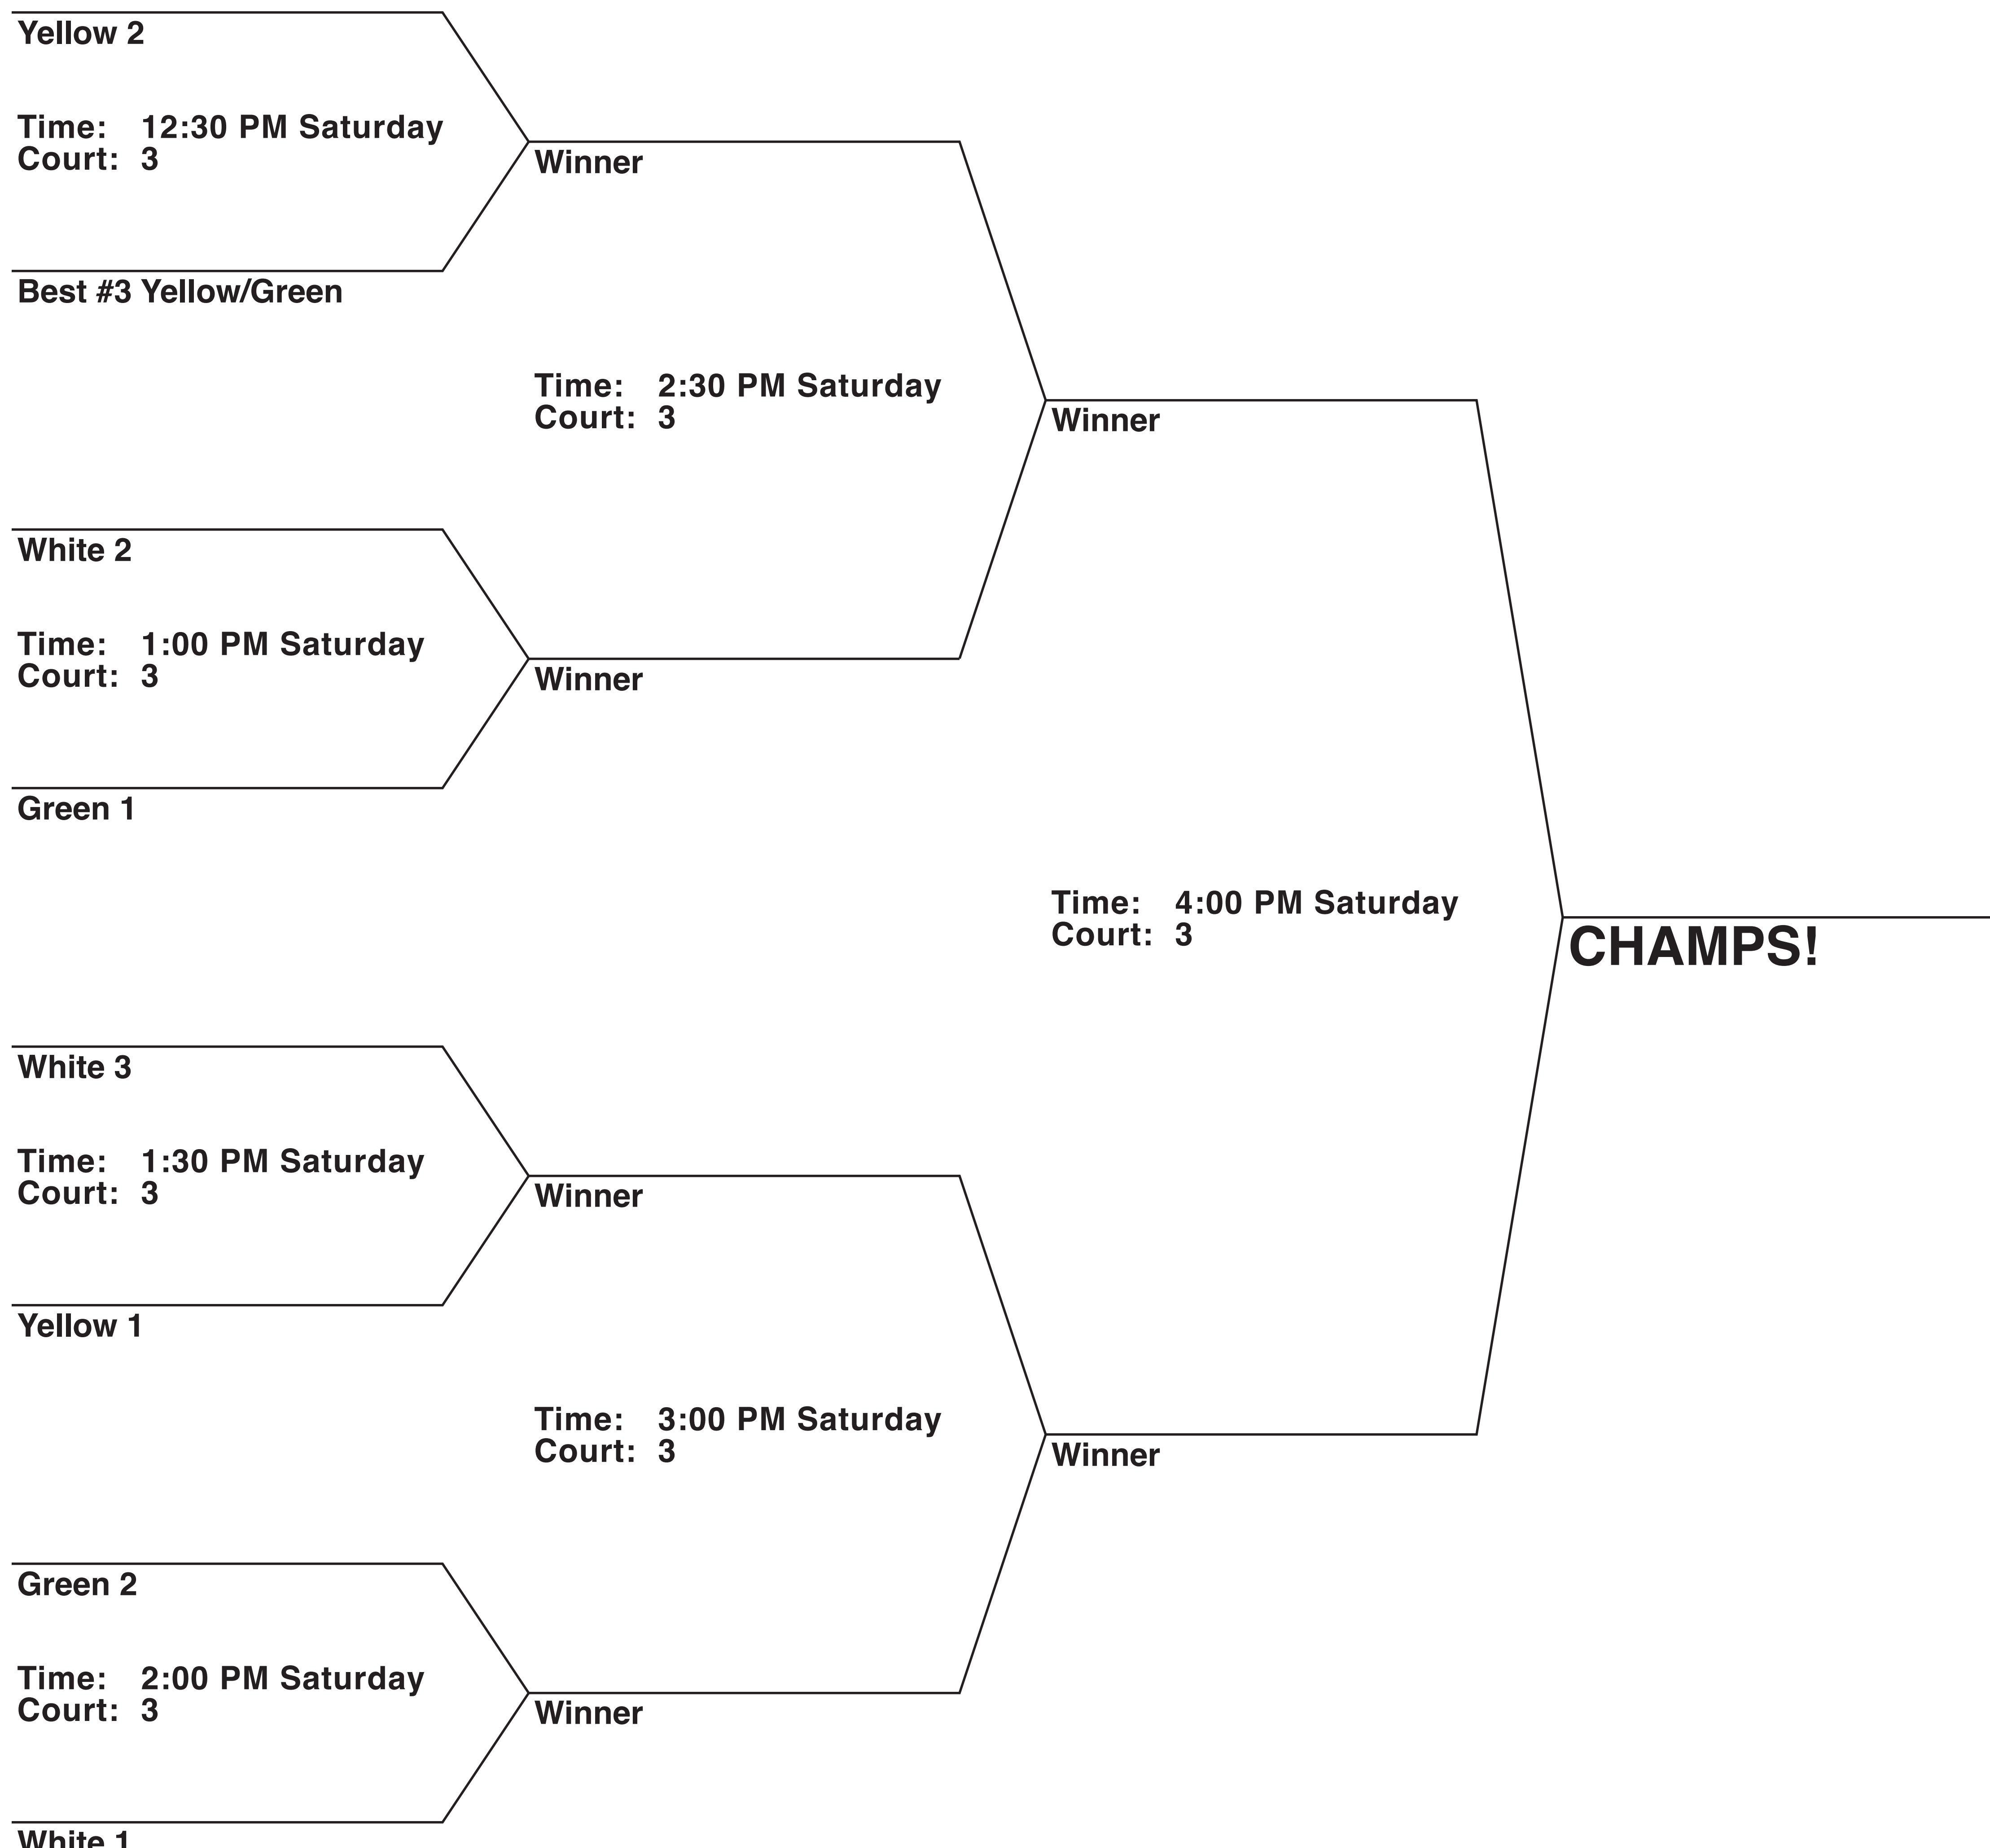 Yellow 2
Time: 12:30 PM Saturday
Court: 3
Winner
Best #3 Yellow/Green
Time: 2:30 PM Saturday
Court: 3
Winner
White 2
Time: 1:00 PM Saturday
Court: 3
Winner
Green 1
Time: 4:00 PM Saturday
Court: 3
CHAMPS!
White 3
Time: 1:30 PM Saturday
Court: 3
Winner
Yellow 1
Time: 3:00 PM Saturday
Court: 3
Winner
Green 2
Time: 2:00 PM Saturday
Court: 3
Winner
White 1